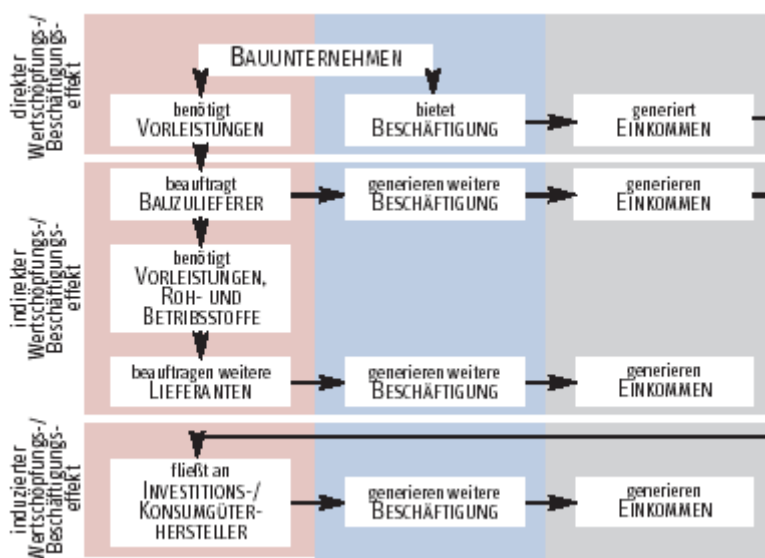 direkter
Wertschöpfungs-/
Beschäftigungs-
effekt
BAUUNTERNEHMEN
benötigt
VORLEISTUNGEN
bietet
BESCHÄFTIGUNG
generiert
EINKOMMEN
indirekter
Wertschöpfungs-/
Beschäftigungs-
effekt
beauftragt
BAUZULIEFERER
generieren weitere
BESCHÄFTIGUNG
generieren
EINKOMMEN
benötigt
VORLEISTUNGEN,
ROH- UND
BETRIBSSTOFFE
beauftragen weitere
LIEFERANTEN
generieren weitere
BESCHÄFTIGUNG
generieren
EINKOMMEN
induzierter
Wertschöpfungs-/
Beschäftigungs-
effekt
fließt an
INVESTITIONS-/
KONSUMGÜTER-
HERSTELLER
generieren weitere
BESCHÄFTIGUNG
generieren
EINKOMMEN